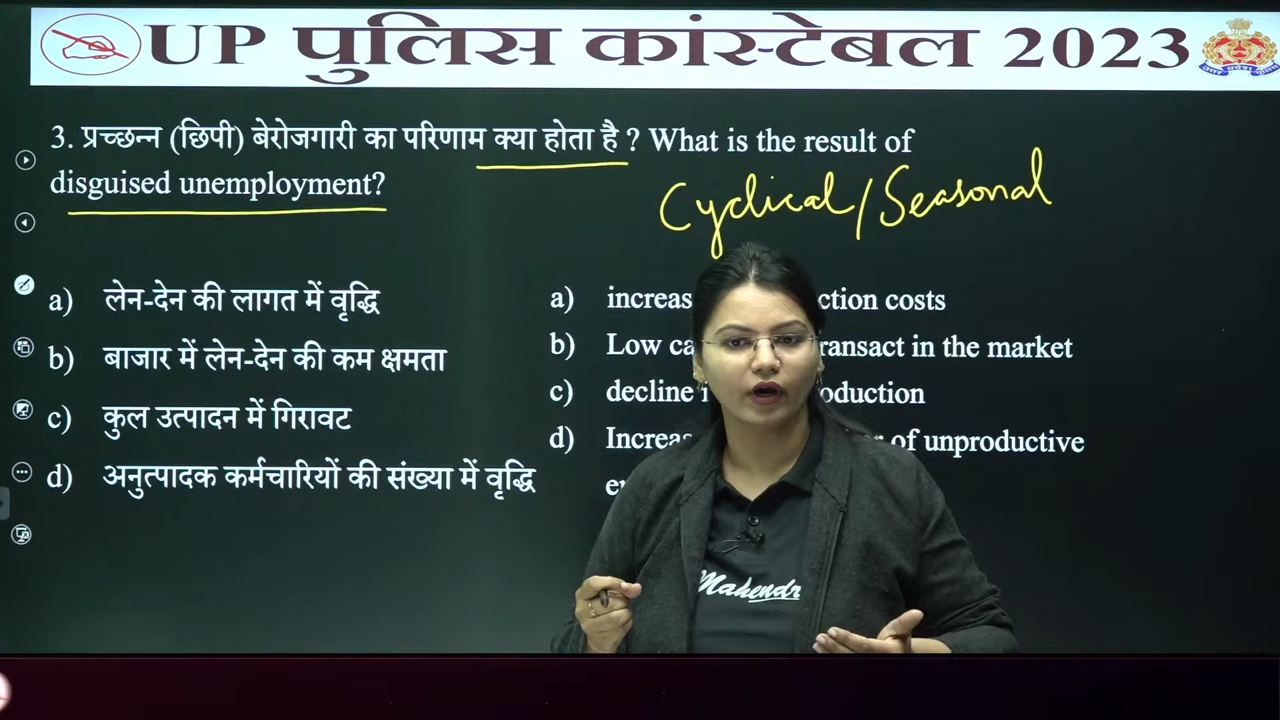 UP पुलिस कांस्टेबल 2023
3. प्रच्छन्न (छिपी) बेरोजगारी का परिणाम क्या होता है ? What is the result of
disguised unemployment?
Cyclical/Seasonal
a) लेन-देन की लागत में वृद्धि
b) बाजार में लेन-देन की कम क्षमता
c) कुल उत्पादन में गिरावट
d) अनुत्पादक कर्मचारियों की संख्या में वृद्धि
a) increas ction costs
b) Low ca ransact in the market
c) decline i oduction
d) Increas of unproductive
Mahendr